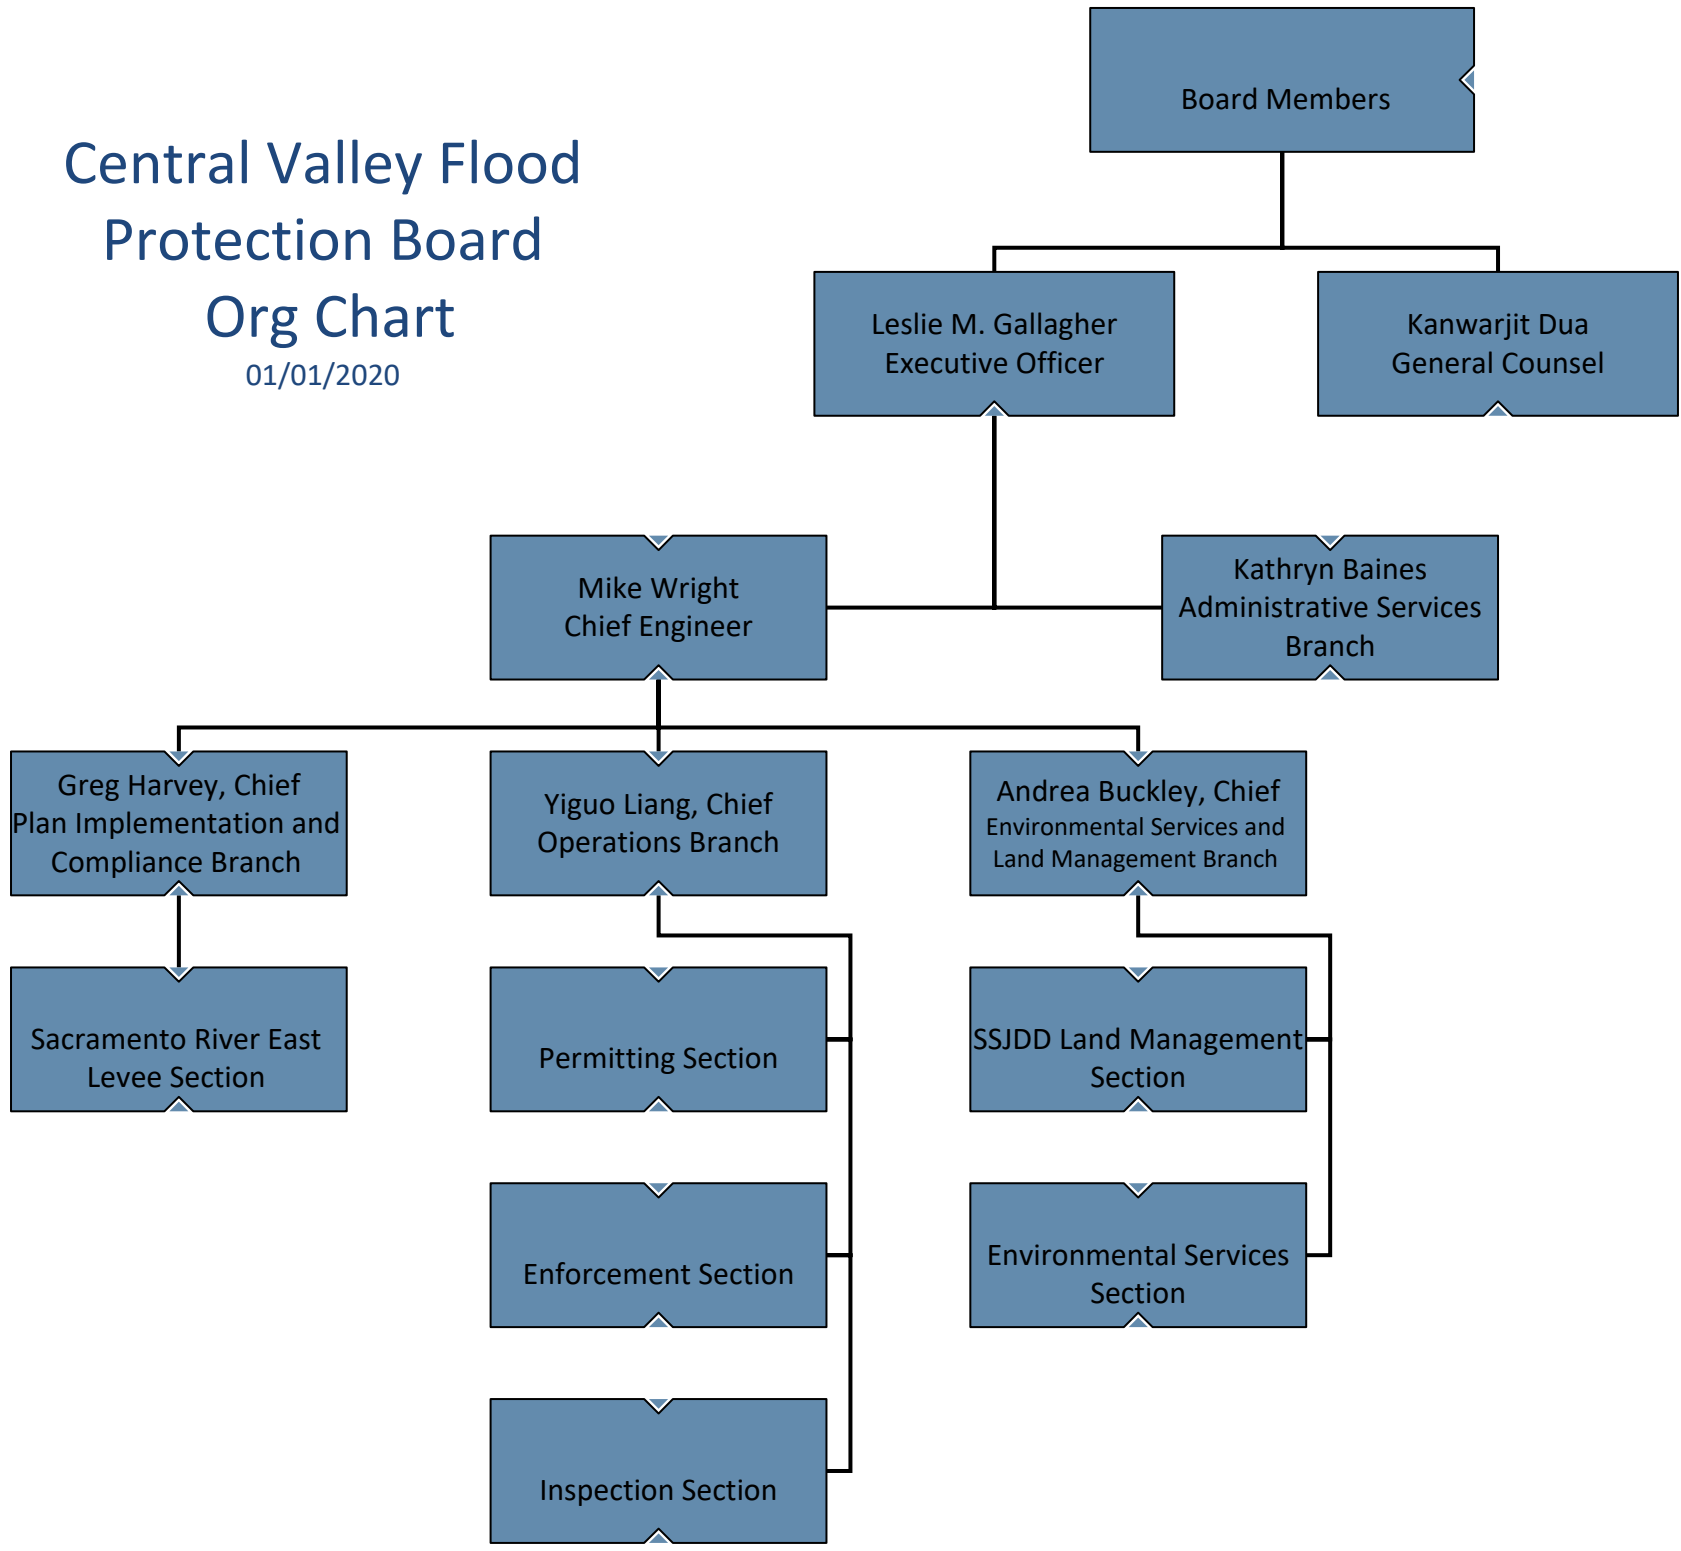 Central Valley Flood
Protection Board
Org Chart
01/01/2020
Board Members
Leslie M. Gallagher
Executive Officer
Kanwarjit Dua
General Counsel
Mike Wright
Chief Engineer
Kathryn Baines
Administrative Services
Branch
Greg Harvey, Chief
Plan Implementation and
Compliance Branch
Yiguo Liang, Chief
Operations Branch
Andrea Buckley, Chief
Environmental Services and
Land Management Branch
Sacramento River East
Levee Section
Permitting Section
SSJDD Land Management
Section
Enforcement Section
Environmental Services
Section
Inspection Section